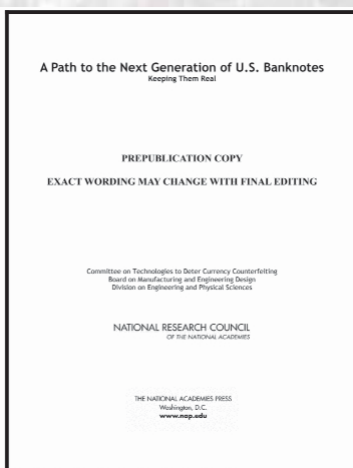 A Path to the Next Generation of U.S. Banknotes
Keeping Them Real
PREPUBLICATION COPY
EXACT WORDING MAY CHANGE WITH FINAL EDITING
Committee on Technologies to Deter Currency Counterfeiting
Board on Manufacturing and Engineering Design
Division on Engineering and Physical Sciences
NATIONAL RESEARCH COUNCIL
OF THE NATIONAL ACADEMIES
THE NATIONAL ACADEMIES PRESS
Washington, D.C.
www.nap.edu